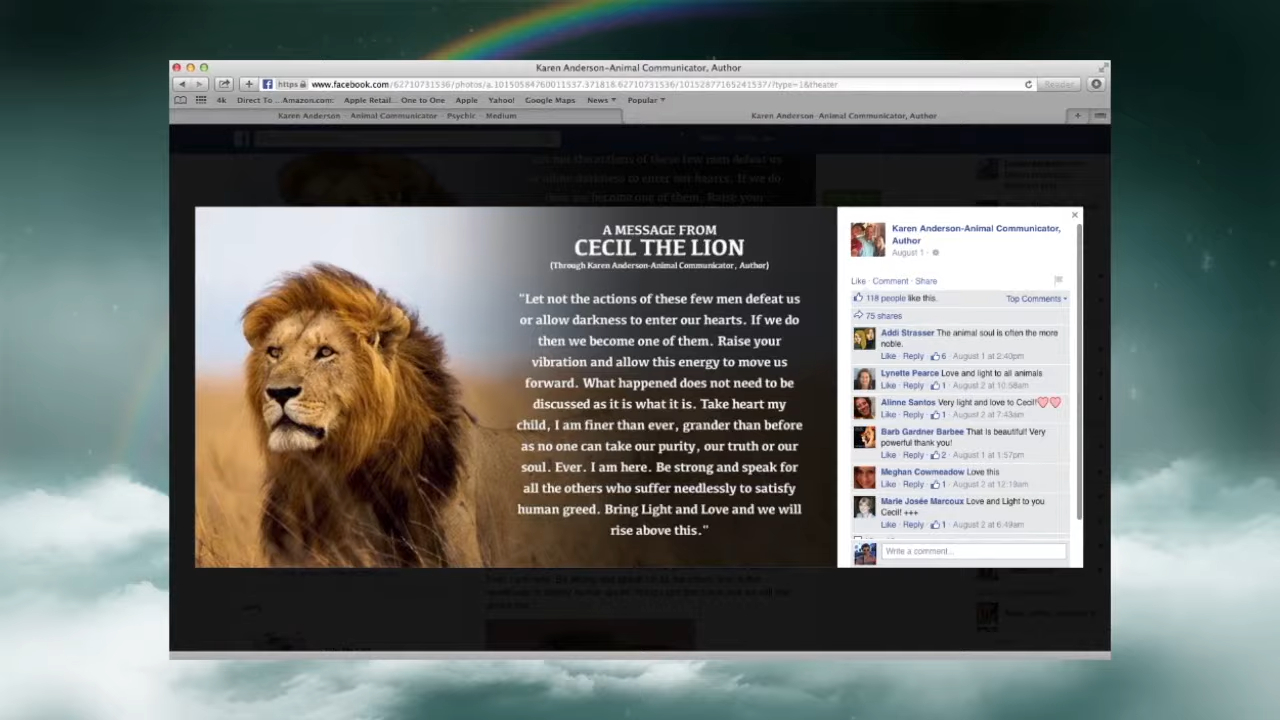 Karen Anderson-Animal Communicator, Author
https www.facebook.com/62710731536/photos/a.10150584760011537.371818.62710731536/10152877165241537/?type=1&theater
Reader
4k Direct To ...Amazon.com: Apple Retail... One to One Apple Yahoo! Google Maps News Popular
Karen Anderson - Animal Communicator - Psychic - Medium
Karen Anderson-Animal Communicator, Author
A MESSAGE FROM
CECIL THE LION
(Through Karen Anderson-Animal Communicator, Author)
"Let not the actions of these few men defeat us
or allow darkness to enter our hearts. If we do
then we become one of them. Raise your
vibration and allow this energy to move us
forward. What happened does not need to be
discussed as it is what it is. Take heart my
child, I am finer than ever, grander than before
as no one can take our purity, our truth or our
soul. Ever. I am here. Be strong and speak for
all the others who suffer needlessly to satisfy
human greed. Bring Light and Love and we will
rise above this."
Karen Anderson-Animal Communicator,
Author
August 1 ·
Like · Comment · Share
118 people like this.
Top Comments
75 shares
Addi Strasser The animal soul is often the more
noble.
Like · Reply · 6 · August 1 at 2:40pm
Lynette Pearce Love and light to all animals
Like · Reply · 1 · August 2 at 10:58am
Alinne Santos Very light and love to Cecil!
Like · Reply · 1 · August 2 at 7:43am
Barb Gardner Barbee That is beautiful! Very
powerful thank you!
Like · Reply · 2 · August 1 at 1:57pm
Meghan Cowmeadow Love this
Like · Reply · 1 · August 2 at 12:19am
Marie Josée Marcoux Love and Light to you
Cecil! +++
Like · Reply · 1 · August 2 at 6:49am
Write a comment...